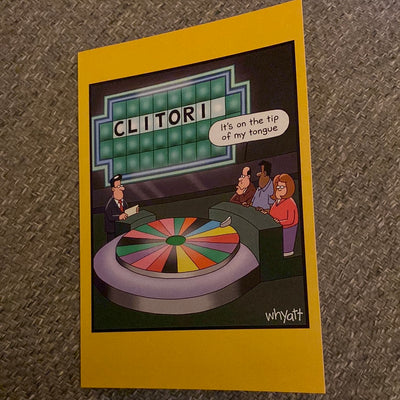 CLITORI
It's on the tip
of my tongue
whyatt